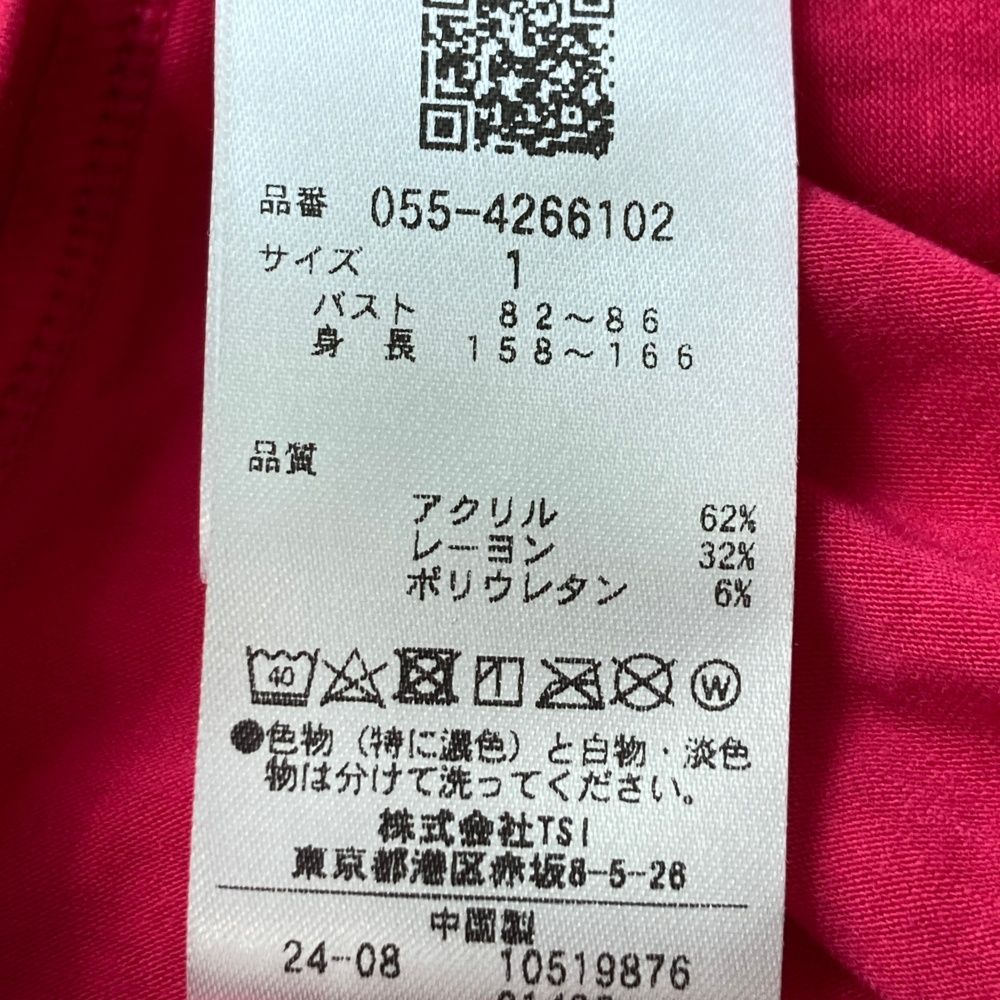 品番 055-4266102
サイズ 1
バスト 82～86
身長 158～166
品質
アクリル 62%
レーヨン 32%
ポリウレタン 6%
40 W
●色物（特に濃色）と白物・淡色
物は分けて洗ってください。
株式会社TSI
東京都港区赤坂8-5-26
中国製
24-08 10519876